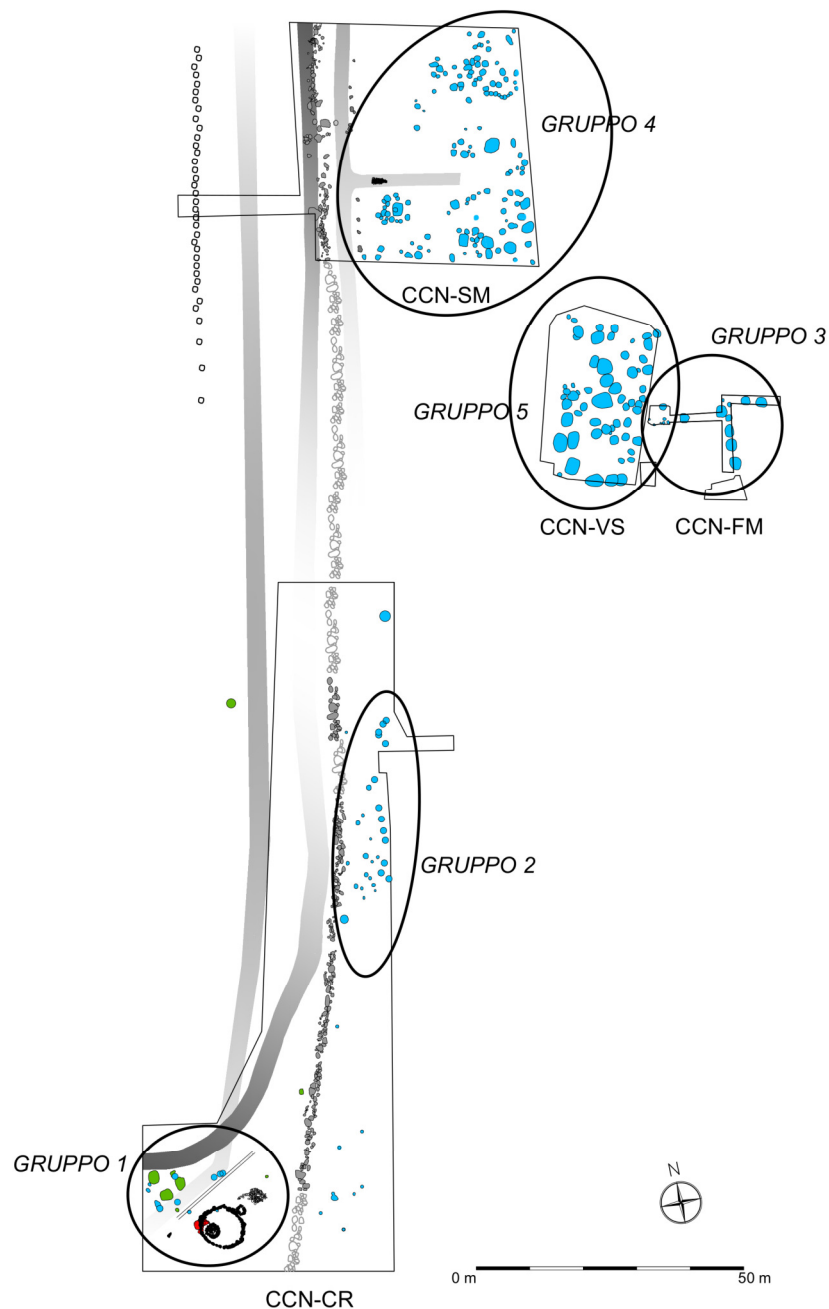 GRUPPO 4
CCN-SM
GRUPPO 3
GRUPPO 5
CCN-VS
CCN-FM
GRUPPO 2
GRUPPO 1
N
0 m
50 m
CCN-CR